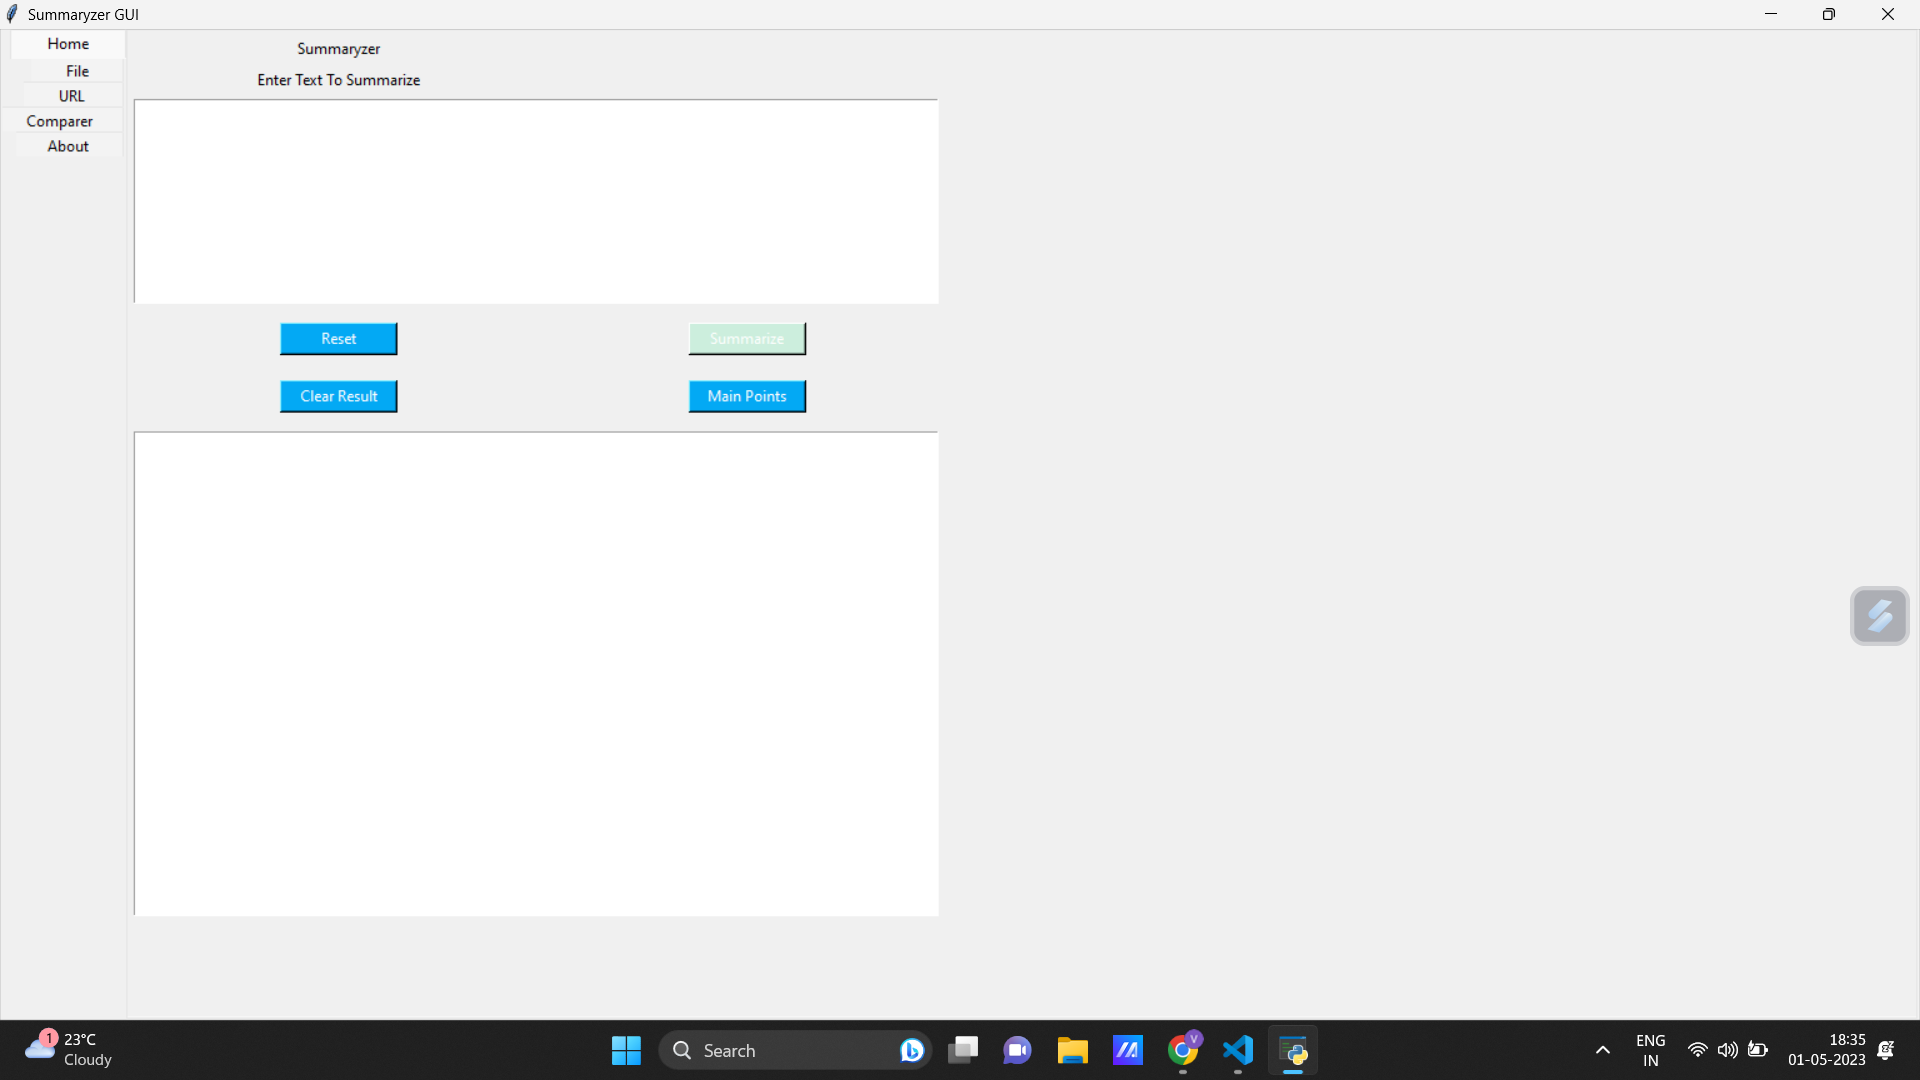 Summaryzer GUI
Home
File
URL
Comparer
About
Summaryzer
Enter Text To Summarize
Reset
Summarize
Clear Result
Main Points
1
23°C
Cloudy
Search
V
ENG
IN
18:35
01-05-2023